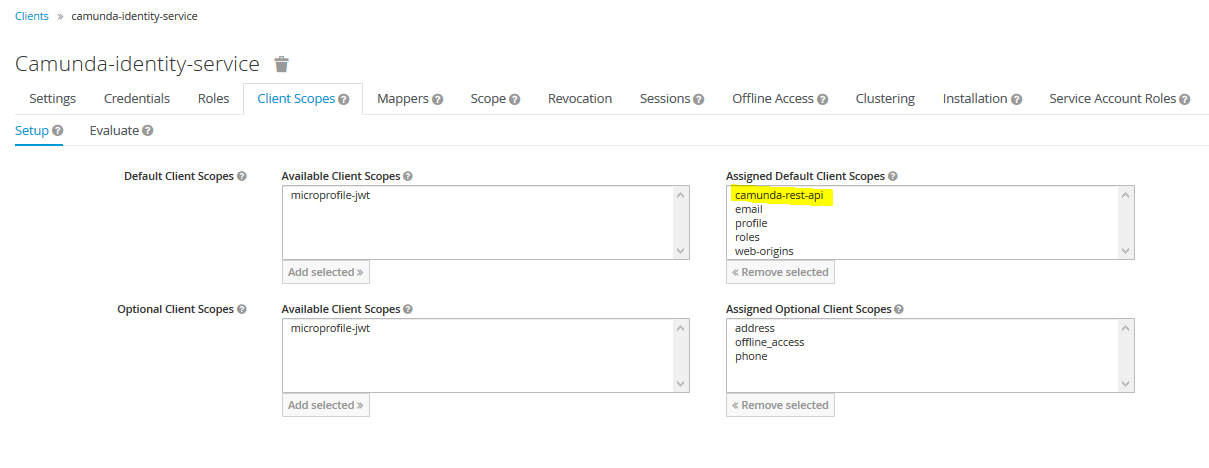 Clients » camunda-identity-service
Camunda-identity-service
Settings Credentials Roles Client Scopes ? Mappers ? Scope ? Revocation Sessions ? Offline Access ? Clustering Installation ? Service Account Roles ?
Setup ? Evaluate ?
Default Client Scopes ? Available Client Scopes ? Assigned Default Client Scopes ?
microprofile-jwt camunda-rest-api
email
profile
roles
web-origins
Add selected » « Remove selected
Optional Client Scopes ? Available Client Scopes ? Assigned Optional Client Scopes ?
microprofile-jwt address
offline_access
phone
Add selected » « Remove selected